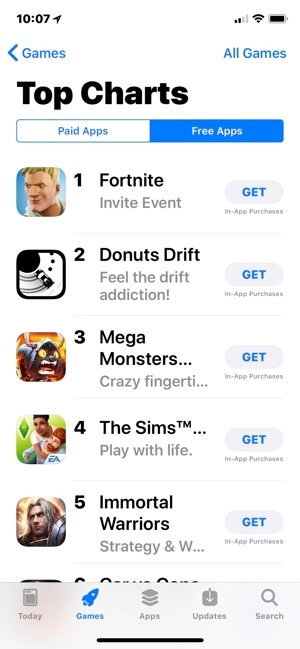 10:07
Games
All Games
Top Charts
Paid Apps
Free Apps
1 Fortnite
Invite Event
GET
In-App Purchases
2 Donuts Drift
Feel the drift
addiction!
GET
In-App Purchases
3 Mega
Monsters...
Crazy fingerti...
GET
In-App Purchases
EA
4 The Sims™...
Play with life.
GET
In-App Purchases
5 Immortal
Warriors
Strategy & W...
GET
In-App Purchases
Today
Games
Apps
Updates
Search